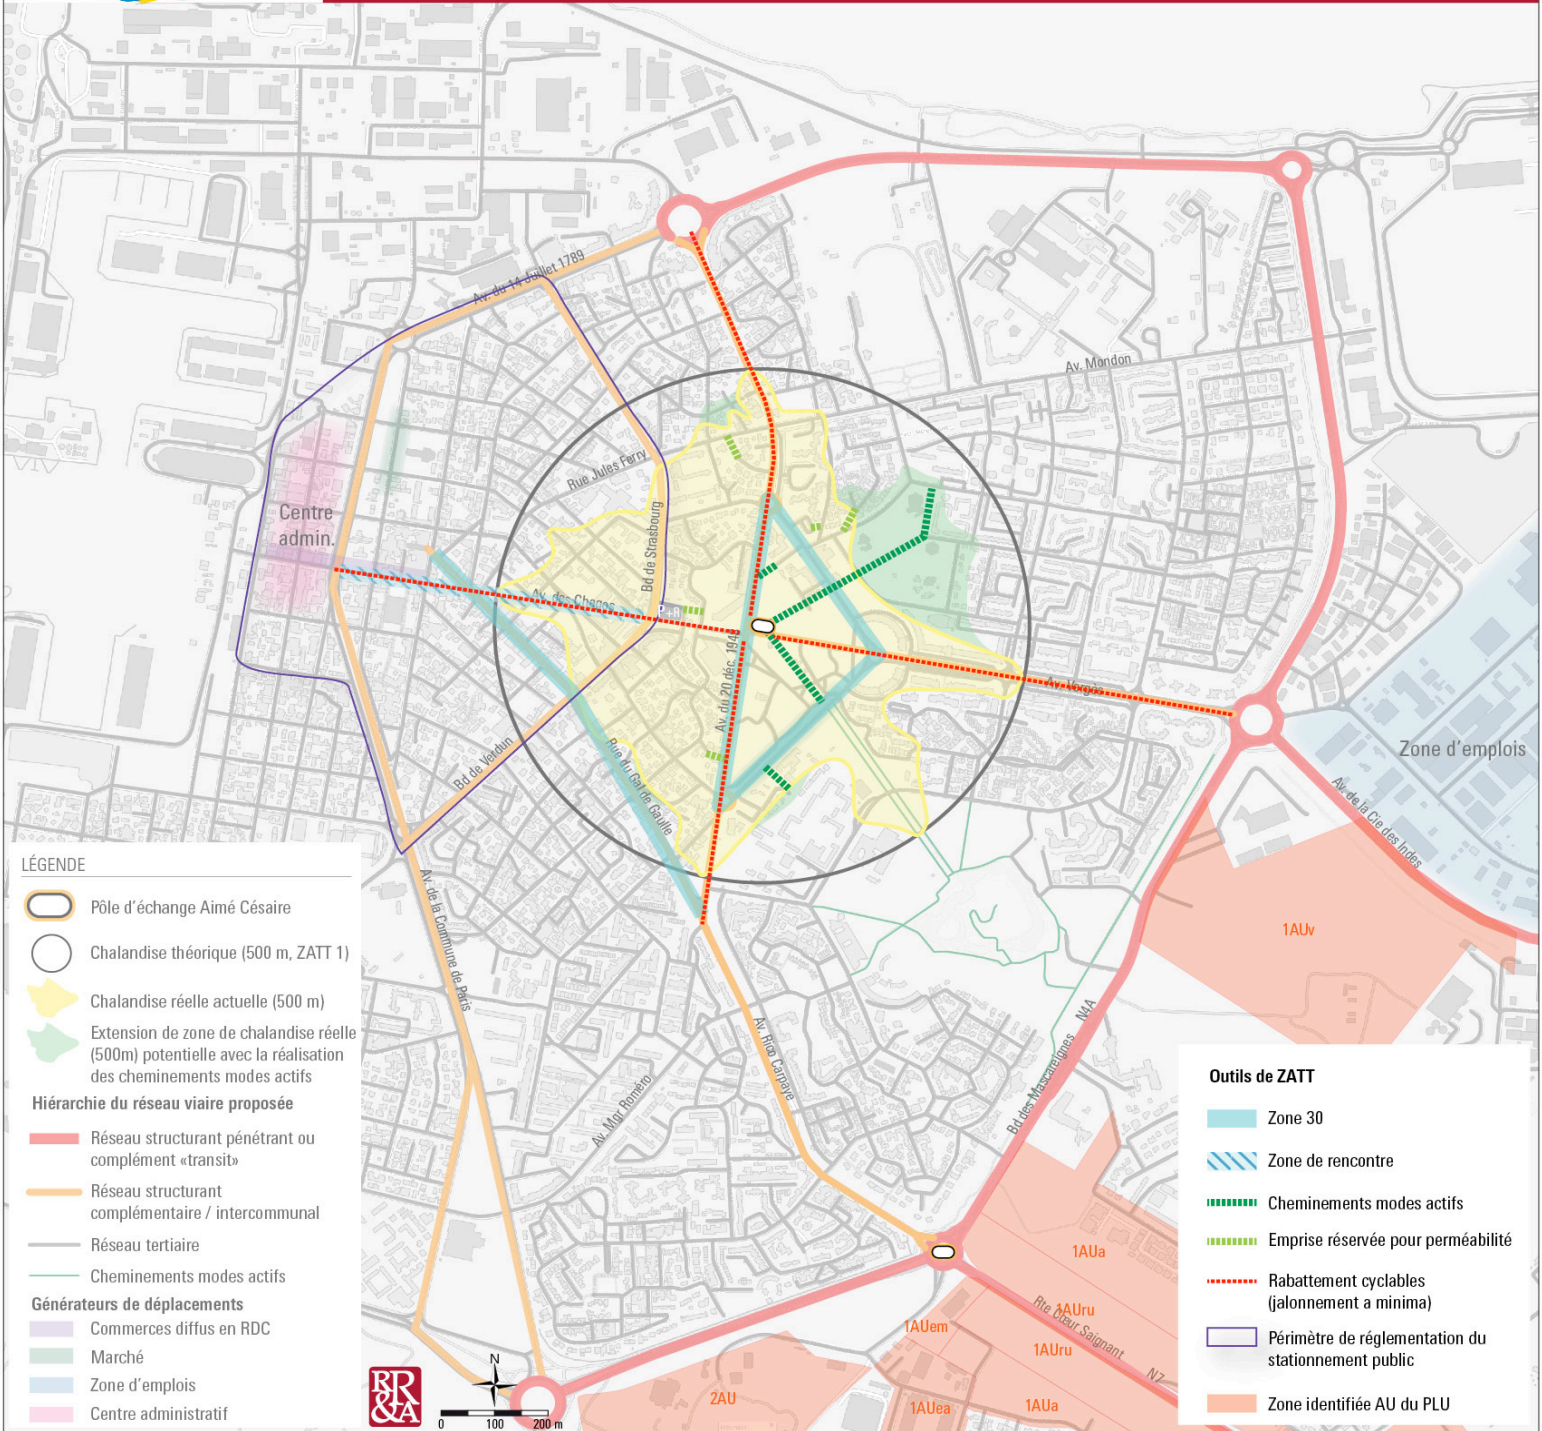 Av. du 14 Juillet 1789
Av. Mondon
Rue Jules Ferry
Bd de Strasbourg
Centre
admin.
Av. des Chagos
P+R
Av. du 20 déc. 1948
Av. Vergès
Zone d'emplois
Bd de Verdun
Rue du Gal de Gaulle
Av. de la Cie des Indes
Av. de la Commune de Paris
1AUv
Av. Rico Carpaye
Av. Mgr Roméro
Bd des Mascareignes N4A
1AUa
1AUru
Rte Cœur Saignant
N7
1AUem
1AUru
2AU
1AUea
1AUa
LÉGENDE
Pôle d'échange Aimé Césaire
Chalandise théorique (500 m, ZATT 1)
Chalandise réelle actuelle (500 m)
Extension de zone de chalandise réelle
(500m) potentielle avec la réalisation
des cheminements modes actifs
Hiérarchie du réseau viaire proposée
Réseau structurant pénétrant ou
complément «transit»
Réseau structurant
complémentaire / intercommunal
Réseau tertiaire
Cheminements modes actifs
Générateurs de déplacements
Commerces diffus en RDC
Marché
Zone d'emplois
Centre administratif
RR&A
N
0 100 200 m
Outils de ZATT
Zone 30
Zone de rencontre
Cheminements modes actifs
Emprise réservée pour perméabilité
Rabattement cyclables
(jalonnement a minima)
Périmètre de réglementation du
stationnement public
Zone identifiée AU du PLU